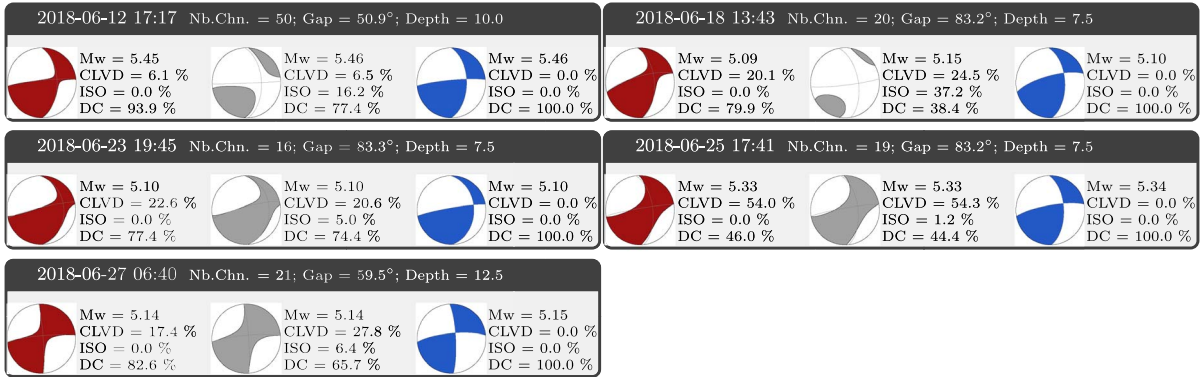 2018-06-12 17:17 Nb.Chn. = 50; Gap = 50.9°; Depth = 10.0
Mw = 5.45
CLVD = 6.1 %
ISO = 0.0 %
DC = 93.9 %
Mw = 5.46
CLVD = 6.5 %
ISO = 16.2 %
DC = 77.4 %
Mw = 5.46
CLVD = 0.0 %
ISO = 0.0 %
DC = 100.0 %
2018-06-18 13:43 Nb.Chn. = 20; Gap = 83.2°; Depth = 7.5
Mw = 5.09
CLVD = 20.1 %
ISO = 0.0 %
DC = 79.9 %
Mw = 5.15
CLVD = 24.5 %
ISO = 37.2 %
DC = 38.4 %
Mw = 5.10
CLVD = 0.0 %
ISO = 0.0 %
DC = 100.0 %
2018-06-23 19:45 Nb.Chn. = 16; Gap = 83.3°; Depth = 7.5
Mw = 5.10
CLVD = 22.6 %
ISO = 0.0 %
DC = 77.4 %
Mw = 5.10
CLVD = 20.6 %
ISO = 5.0 %
DC = 74.4 %
Mw = 5.10
CLVD = 0.0 %
ISO = 0.0 %
DC = 100.0 %
2018-06-25 17:41 Nb.Chn. = 19; Gap = 83.2°; Depth = 7.5
Mw = 5.33
CLVD = 54.0 %
ISO = 0.0 %
DC = 46.0 %
Mw = 5.33
CLVD = 54.3 %
ISO = 1.2 %
DC = 44.4 %
Mw = 5.34
CLVD = 0.0 %
ISO = 0.0 %
DC = 100.0 %
2018-06-27 06:40 Nb.Chn. = 21; Gap = 59.5°; Depth = 12.5
Mw = 5.14
CLVD = 17.4 %
ISO = 0.0 %
DC = 82.6 %
Mw = 5.14
CLVD = 27.8 %
ISO = 6.4 %
DC = 65.7 %
Mw = 5.15
CLVD = 0.0 %
ISO = 0.0 %
DC = 100.0 %